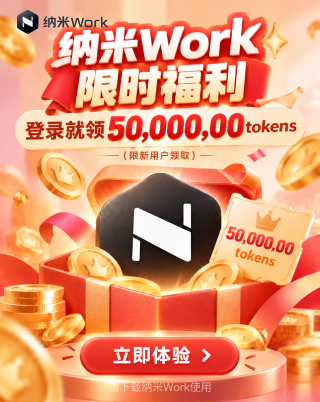 纳米Work
纳米Work
限时福利
登录就领50,000,00tokens
(限新用户领取)
50,000,00
tokens
立即体验
请下载纳米Work使用